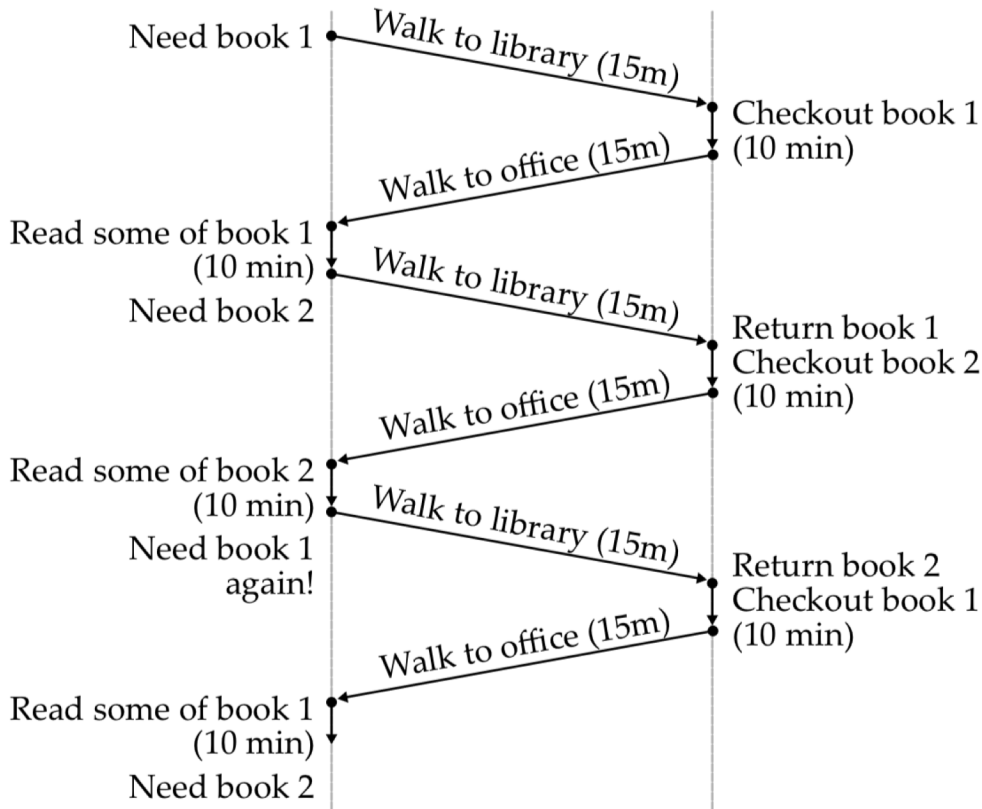 Need book 1
Walk to library (15m)
Checkout book 1
(10 min)
Walk to office (15m)
Read some of book 1
(10 min)
Need book 2
Walk to library (15m)
Return book 1
Checkout book 2
(10 min)
Walk to office (15m)
Read some of book 2
(10 min)
Need book 1
again!
Walk to library (15m)
Return book 2
Checkout book 1
(10 min)
Walk to office (15m)
Read some of book 1
(10 min)
Need book 2